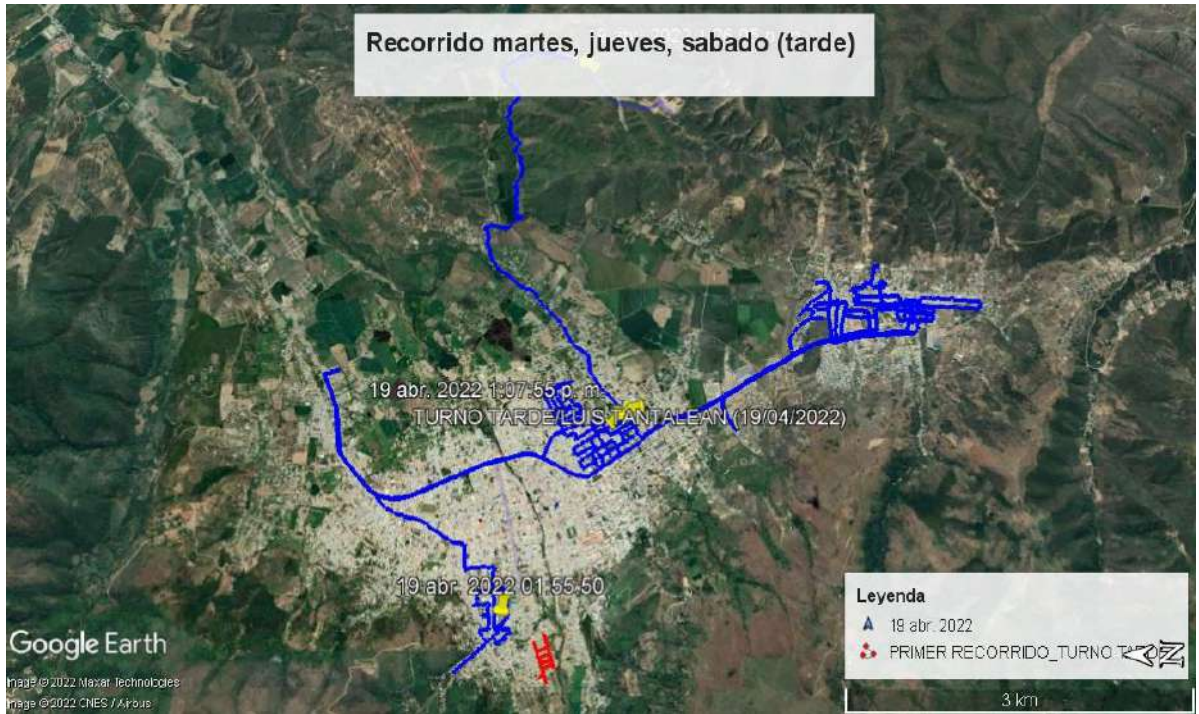 Recorrido martes, jueves, sabado (tarde)
19 abr. 2022 1:07:55 p. m.
TURNO TARDE/LUIS TANTALEAN (19/04/2022)
19 abr. 2022 01:55:50
Leyenda
19 abr. 2022
PRIMER RECORRIDO_TURNO TARDE
N
3 km
Google Earth
Image © 2022 Maxar Technologies
Image © 2022 CNES / Airbus